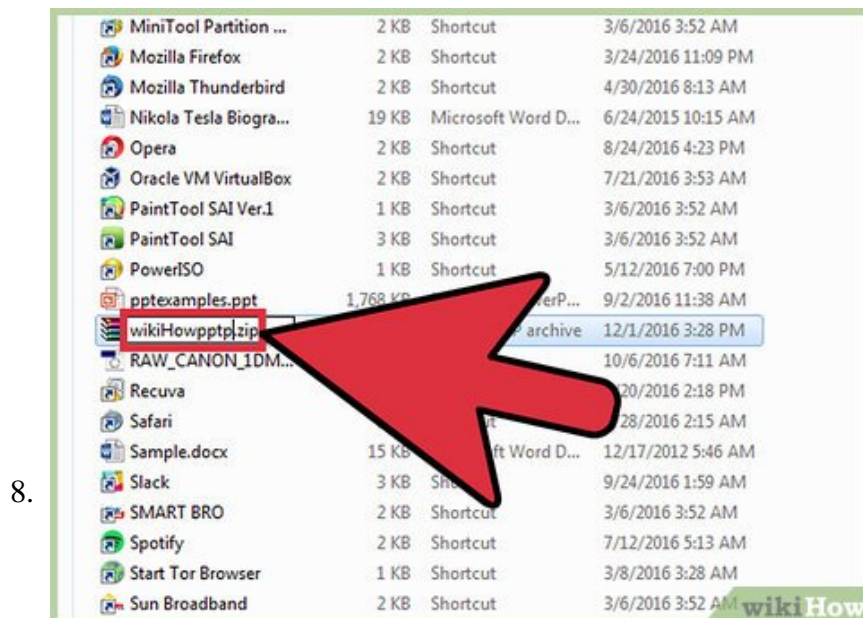 MiniTool Partition ... 2 KB Shortcut 3/6/2016 3:52 AM
Mozilla Firefox 2 KB Shortcut 3/24/2016 11:09 PM
Mozilla Thunderbird 2 KB Shortcut 4/30/2016 8:13 AM
Nikola Tesla Biogra... 19 KB Microsoft Word D... 6/24/2015 10:15 AM
Opera 2 KB Shortcut 8/24/2016 4:23 PM
Oracle VM VirtualBox 2 KB Shortcut 7/21/2016 3:53 AM
PaintTool SAI Ver.1 1 KB Shortcut 3/6/2016 3:52 AM
PaintTool SAI 3 KB Shortcut 3/6/2016 3:52 AM
PowerISO 1 KB Shortcut 5/12/2016 7:00 PM
pptexamples.ppt 1,768 KB 9/2/2016 11:38 AM
wikiHowpptp.zip archive 12/1/2016 3:28 PM
RAW_CANON_1DM... 10/6/2016 7:11 AM
Recuva 2:18 PM
Safari 2:15 AM
Sample.docx 15 KB Word D... 12/17/2012 5:46 AM
8.
Slack 3 KB 9/24/2016 1:59 AM
SMART BRO 2 KB Shortcut 3/6/2016 3:52 AM
Spotify 2 KB Shortcut 7/12/2016 5:13 AM
Start Tor Browser 1 KB Shortcut 3/8/2016 3:28 AM
Sun Broadband 2 KB Shortcut 3/6/2016 3:52 AM
wikiHow